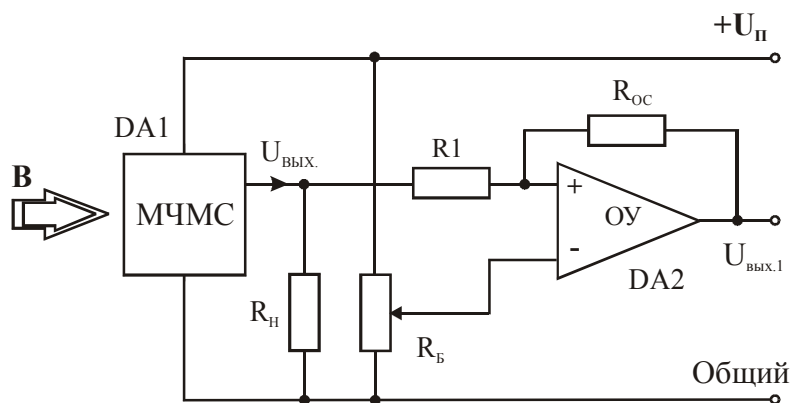 +Uп
Rос
DA1
Uвых.
R1
B
МЧМС
+
ОУ
-
Uвых.1
DA2
Rн
RБ
Общий